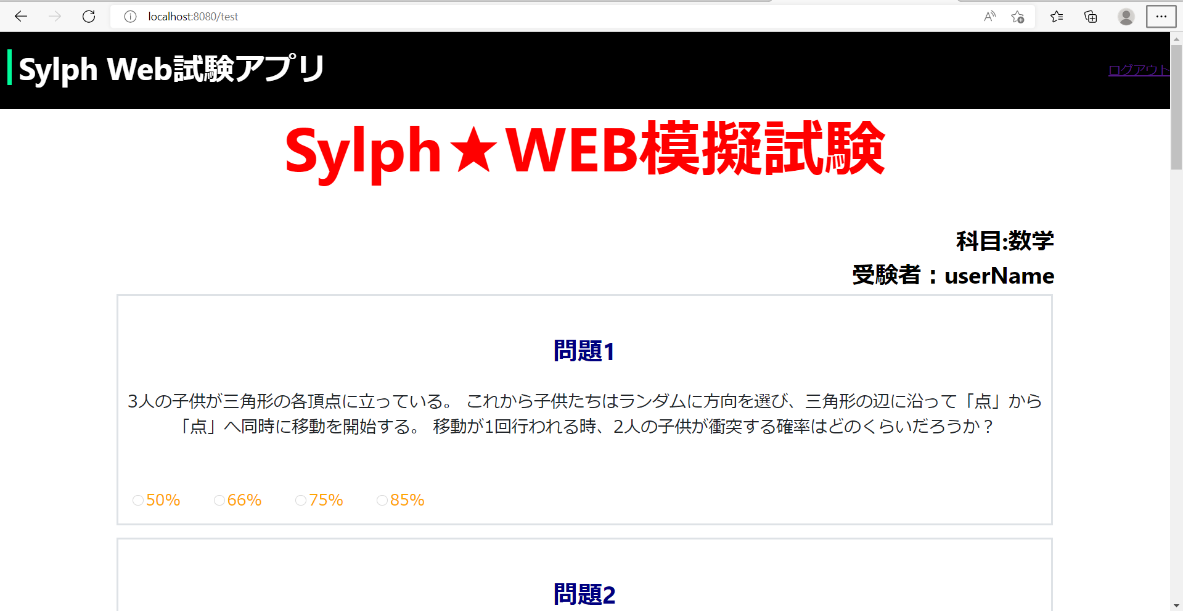 localhost:8080/test
Sylph Web試験アプリ
ログアウト
Sylph★WEB模擬試験
科目:数学
受験者：userName
問題1
3人の子供が三角形の各頂点に立っている。 これから子供たちはランダムに方向を選び、三角形の辺に沿って「点」から
「点」へ同時に移動を開始する。 移動が1回行われる時、2人の子供が衝突する確率はどのくらいだろうか？
50% 66% 75% 85%
問題2